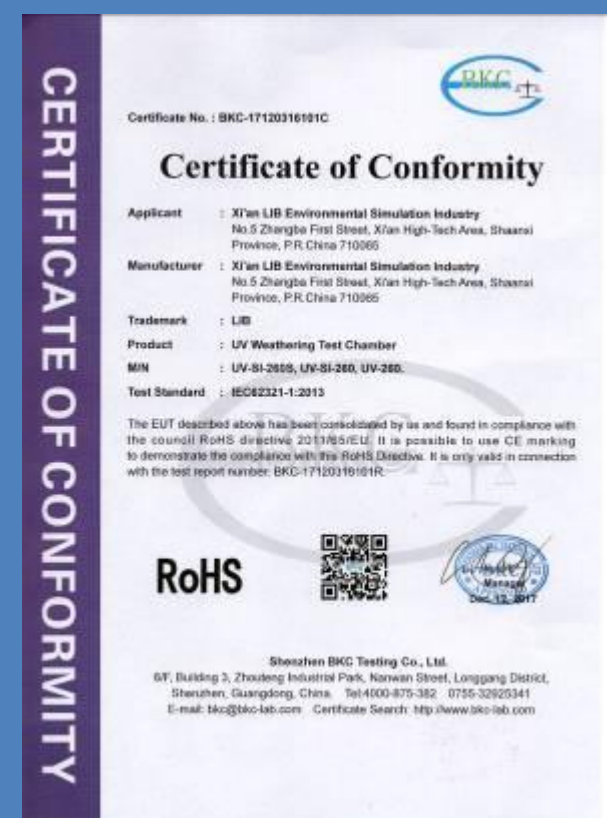 CERTIFICATE OF CONFORMITY
BKC
Certificate No. : BKC-17120316101C
Certificate of Conformity
Applicant : Xi'an LIB Environmental Simulation Industry
No.5 Zhangba First Street, Xi'an High-Tech Area, Shaanxi
Province, P.R.China 710065
Manufacturer : Xi'an LIB Environmental Simulation Industry
No.5 Zhangba First Street, Xi'an High-Tech Area, Shaanxi
Province, P.R.China 710065
Trademark : LIB
Product : UV Weathering Test Chamber
M/N : UV-SI-260S, UV-SI-260, UV-260.
Test Standard : IEC62321-1:2013
The EUT described above has been consolidated by us and found in compliance with
the council RoHS directive 2011/65/EU. It is possible to use CE marking
to demonstrate the compliance with this RoHS Directive. It is only valid in connection
with the test report number: BKC-17120316101R.
BKC
RoHS
Manager
Dec. 12, 2017
Shenzhen BKC Testing Co., Ltd.
6/F, Building 3, Zhouteng Industrial Park, Nanwan Street, Longgang District,
Shenzhen, Guangdong, China. Tel:4000-875-382 0755-32925341
E-mail: bkc@bkc-lab.com Certificate Search: http://www.bkc-lab.com